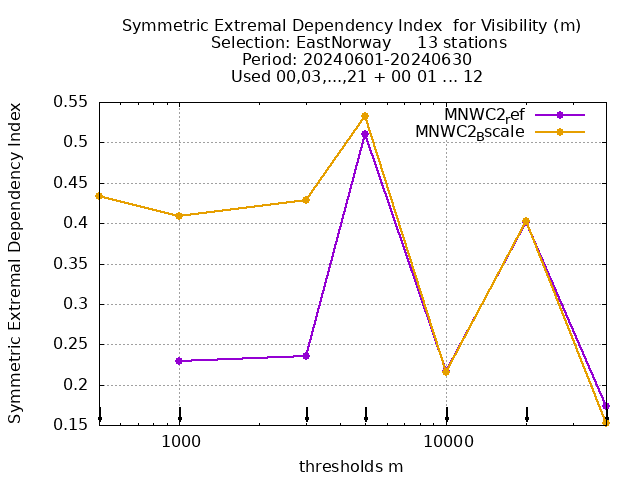 Symmetric Extremal Dependency Index  for Visibility (m)
Selection: EastNorway     13 stations
Period: 20240601-20240630
Used 00,03,...,21 + 00 01 ... 12
Symmetric Extremal Dependency Index
MNWC2ref
MNWC2Bscale
0.55
0.5
0.45
0.4
0.35
0.3
0.25
0.2
0.15
1000 10000
thresholds m